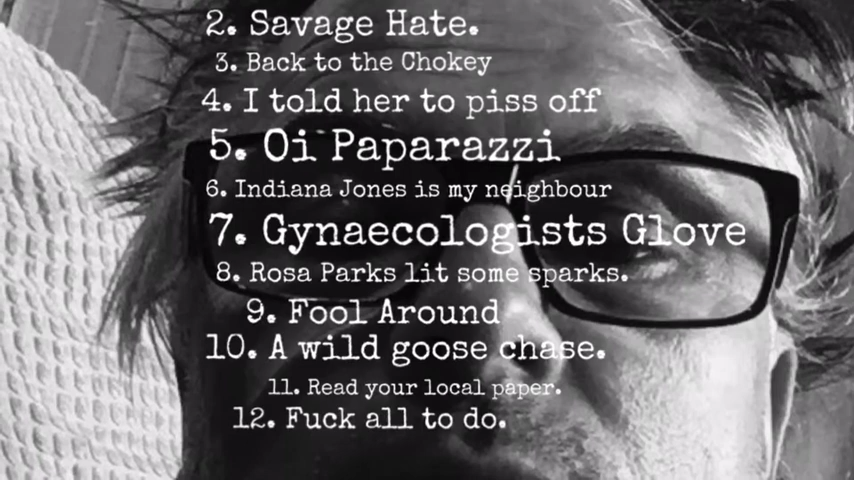 2. Savage Hate.
3. Back to the Chokey
4. I told her to piss off
5. Oi Paparazzi
6. Indiana Jones is my neighbour
7. Gynaecologists Glove
8. Rosa Parks lit some sparks.
9. Fool Around
10. A wild goose chase.
11. Read your local paper.
12. Fuck all to do.